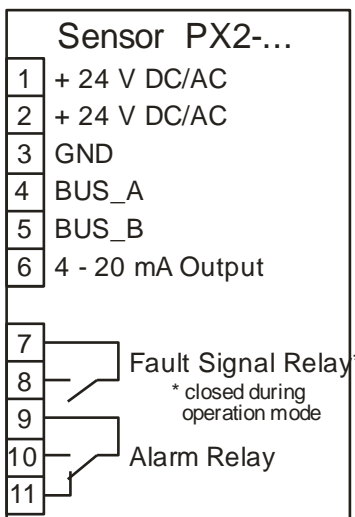 Sensor PX2-...
1 + 24 V DC/AC
2 + 24 V DC/AC
3 GND
4 BUS_A
5 BUS_B
6 4 - 20 mA Output
7
Fault Signal Relay*
8
* closed during
operation mode
9
10 Alarm Relay
11